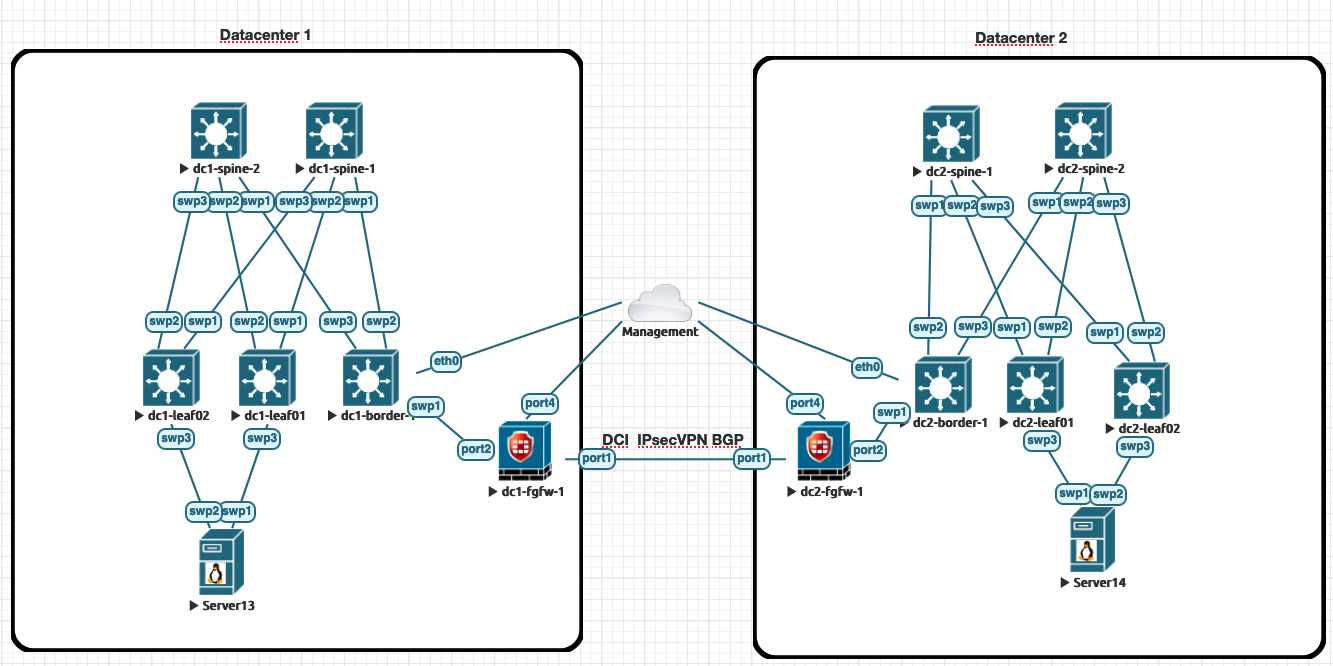 Datacenter 1
Datacenter 2
dc1-spine-2
dc1-spine-1
dc2-spine-1
dc2-spine-2
swp3 swp2 swp1 swp3 swp2 swp1
swp1 swp2 swp3 swp1 swp2 swp3
swp2 swp1 swp2 swp1 swp3 swp2
swp2 swp3 swp1 swp2 swp1 swp2
Management
eth0
eth0
dc1-leaf02
dc1-leaf01
dc1-border-1
dc2-border-1
dc2-leaf01
dc2-leaf02
swp1
port4
port4
swp1
swp3
swp3
port2
DCI IPsecVPN BGP
port1
port1
port2
swp3
swp3
dc1-fgfw-1
dc2-fgfw-1
swp2 swp1
swp1 swp2
Server13
Server14